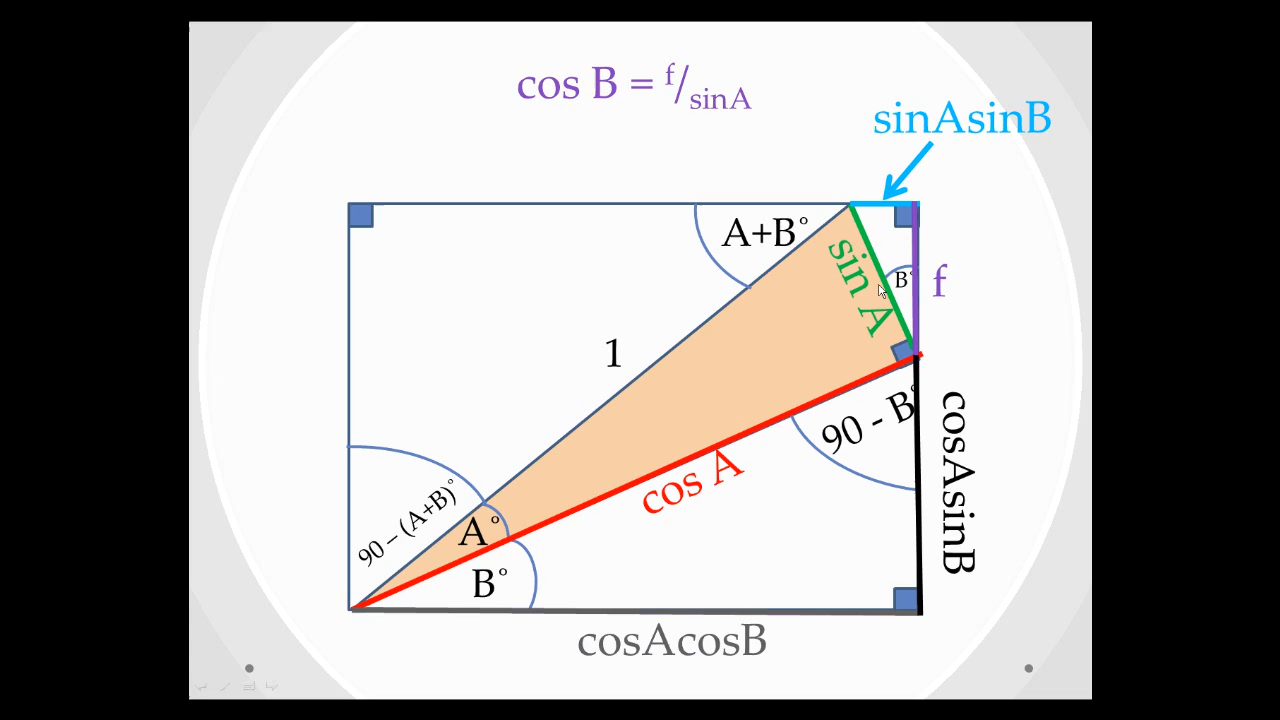 cos B = f/sinA
sinAsinB
A+B°
sin A
B°
f
1
90 - B°
cosAsinB
cos A
90 – (A+B)°
A°
B°
cosAcosB